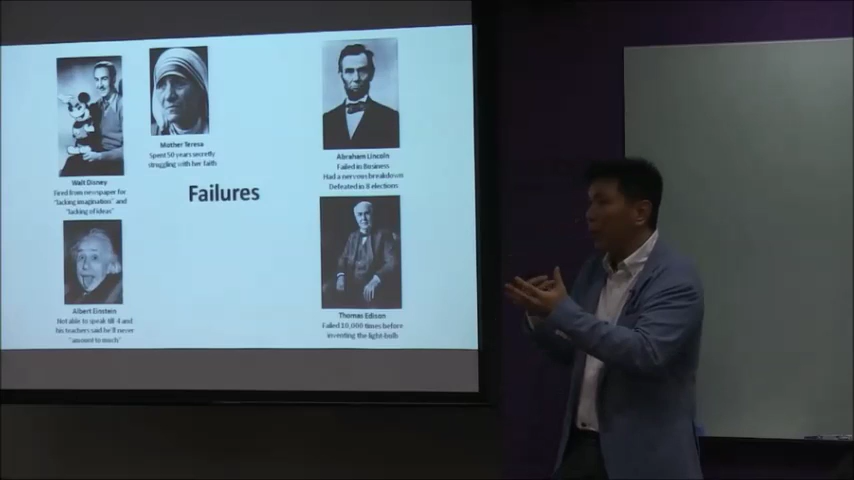 Walt Disney
Fired from newspaper for
"lacking imagination" and
"lacking of ideas"
Mother Teresa
Spent 50 years secretly
struggling with her faith
Abraham Lincoln
Failed in Business
Had a nervous breakdown
Defeated in 8 elections
Failures
Albert Einstein
Not able to speak till 4 and
his teachers said he'll never
"amount to much"
Thomas Edison
Failed 10,000 times before
inventing the light-bulb